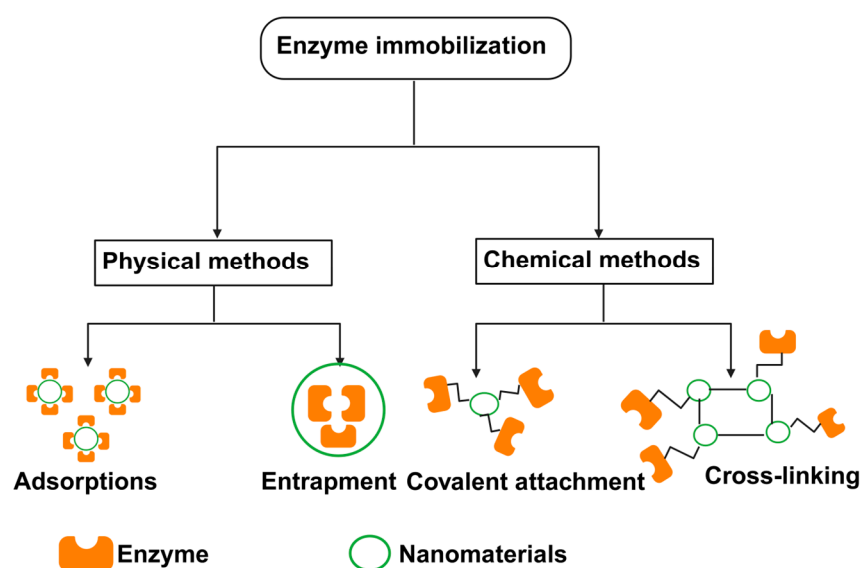 Enzyme immobilization
Physical methods
Chemical methods
Adsorptions
Entrapment
Covalent attachment
Cross-linking
Enzyme
Nanomaterials